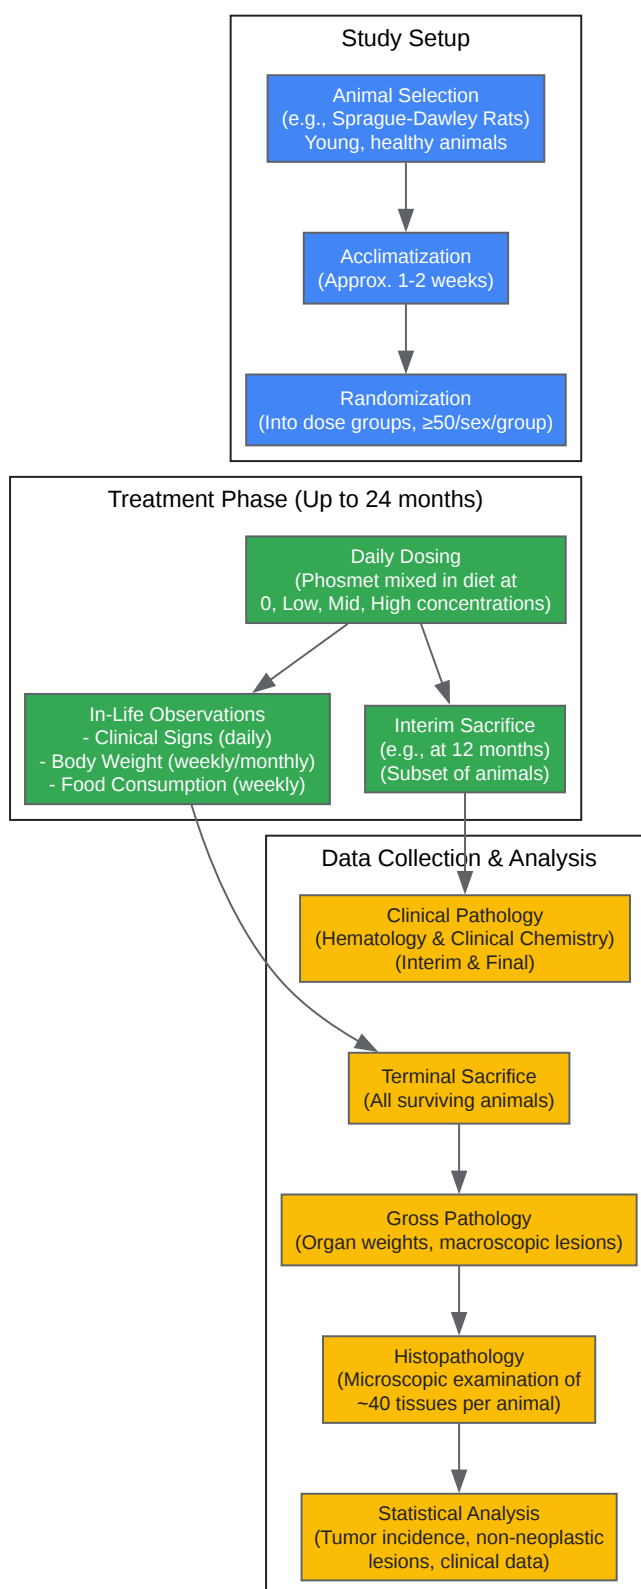 Study Setup
Animal Selection
(e.g., Sprague-Dawley Rats)
Young, healthy animals
Acclimatization
(Approx. 1-2 weeks)
Randomization
(Into dose groups, ≥50/sex/group)
Treatment Phase (Up to 24 months)
Daily Dosing
(Phosmet mixed in diet at
0, Low, Mid, High concentrations)
In-Life Observations
- Clinical Signs (daily)
- Body Weight (weekly/monthly)
- Food Consumption (weekly)
Interim Sacrifice
(e.g., at 12 months)
(Subset of animals)
Data Collection & Analysis
Clinical Pathology
(Hematology & Clinical Chemistry)
(Interim & Final)
Terminal Sacrifice
(All surviving animals)
Gross Pathology
(Organ weights, macroscopic lesions)
Histopathology
(Microscopic examination of
~40 tissues per animal)
Statistical Analysis
(Tumor incidence, non-neoplastic
lesions, clinical data)